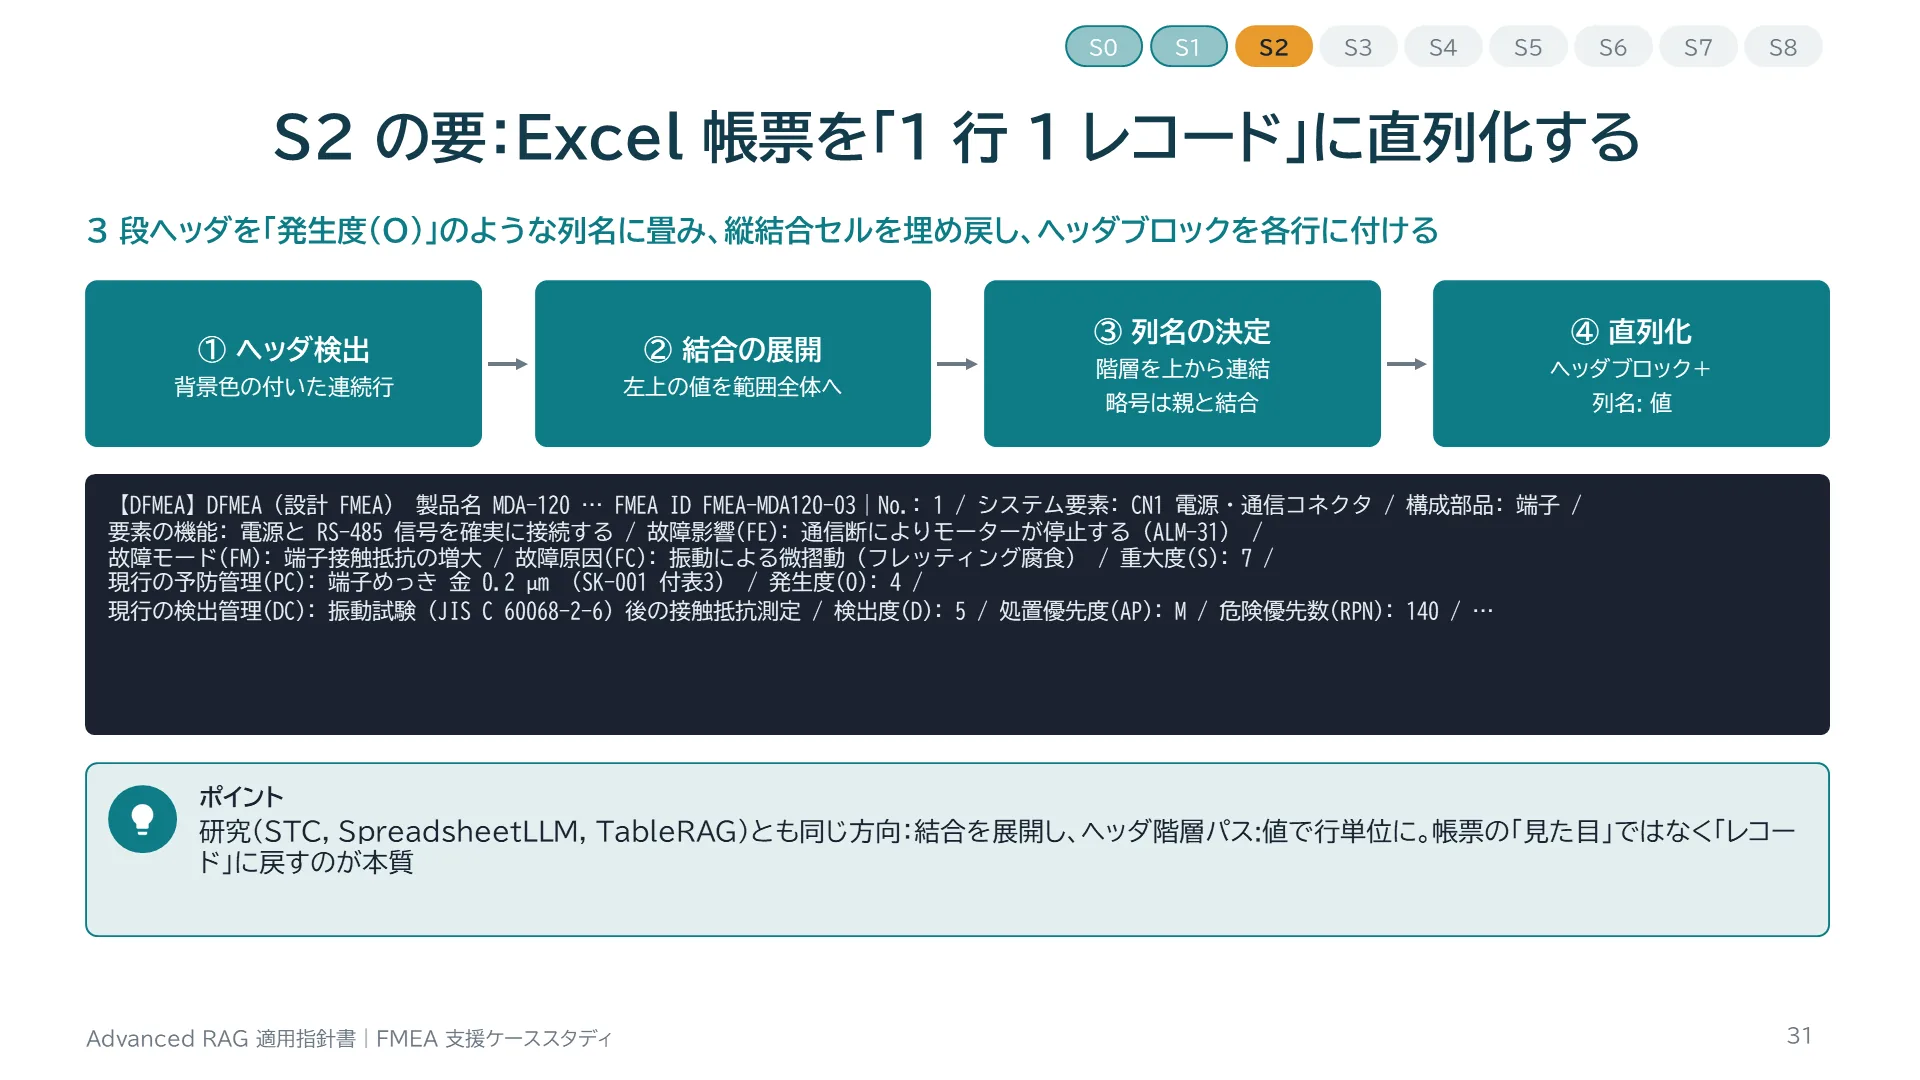 S0 S1 S2 S3 S4 S5 S6 S7 S8
S2 の要：Excel 帳票を「1 行 1 レコード」に直列化する
3 段ヘッダを「発生度（O）」のような列名に畳み、縦結合セルを埋め戻し、ヘッダブロックを各行に付ける
① ヘッダ検出
背景色の付いた連続行
② 結合の展開
左上の値を範囲全体へ
③ 列名の決定
階層を上から連結
略号は親と結合
④ 直列化
ヘッダブロック＋
列名: 値
【DFMEA】DFMEA（設計 FMEA） 製品名 MDA-120 … FMEA ID FMEA-MDA120-03｜No.: 1 / システム要素: CN1 電源・通信コネクタ / 構成部品: 端子 /
要素の機能: 電源と RS-485 信号を確実に接続する / 故障影響(FE): 通信断によりモーターが停止する（ALM-31） /
故障モード(FM): 端子接触抵抗の増大 / 故障原因(FC): 振動による微摺動（フレッティング腐食） / 重大度(S): 7 /
現行の予防管理(PC): 端子めっき 金 0.2 μm （SK-001 付表3） / 発生度(O): 4 /
現行の検出管理(DC): 振動試験（JIS C 60068-2-6）後の接触抵抗測定 / 検出度(D): 5 / 処置優先度(AP): M / 危険優先数(RPN): 140 / …
ポイント
研究（STC, SpreadsheetLLM, TableRAG）とも同じ方向：結合を展開し、ヘッダ階層パス:値で行単位に。帳票の「見た目」ではなく「レコー
ド」に戻すのが本質
Advanced RAG 適用指針書｜FMEA 支援ケーススタディ
31